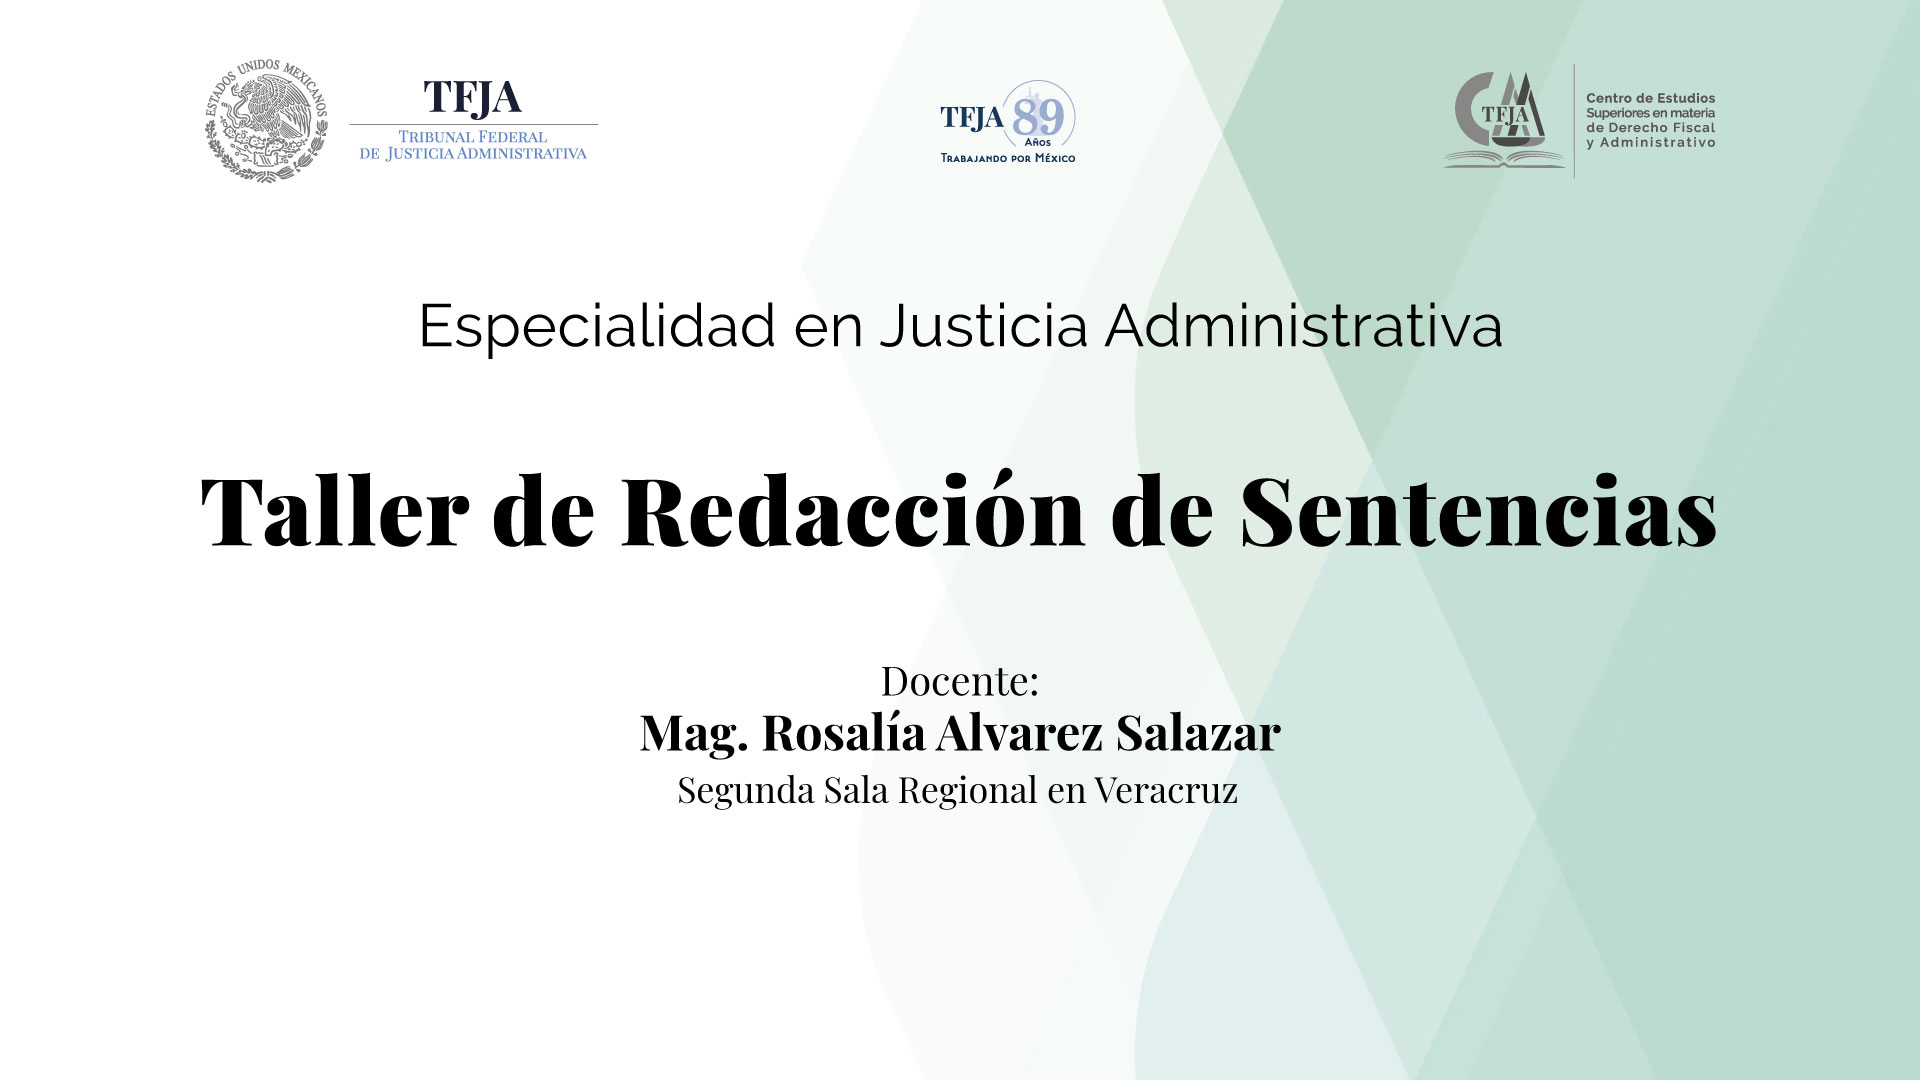 ESTADOS UNIDOS MEXICANOS
TFJA
TRIBUNAL FEDERAL
DE JUSTICIA ADMINISTRATIVA
TFJA 89
Años
TRABAJANDO POR MÉXICO
TFJA
Centro de Estudios
Superiores en materia
de Derecho Fiscal
y Administrativo
Especialidad en Justicia Administrativa
Taller de Redacción de Sentencias
Docente:
Mag. Rosalía Alvarez Salazar
Segunda Sala Regional en Veracruz